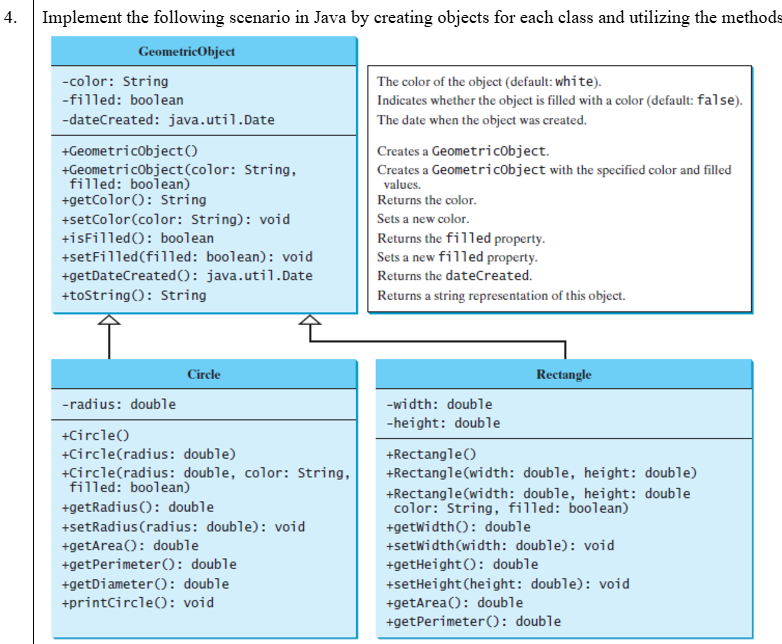 4. Implement the following scenario in Java by creating objects for each class and utilizing the methods
GeometricObject
-color: String
-filled: boolean
-dateCreated: java.util.Date
+GeometricObject()
+GeometricObject(color: String,
filled: boolean)
+getColor(): String
+setColor(color: String): void
+isFilled(): boolean
+setFilled(filled: boolean): void
+getDateCreated(): java.util.Date
+toString(): String
The color of the object (default: white).
Indicates whether the object is filled with a color (default: false).
The date when the object was created.
Creates a GeometricObject.
Creates a GeometricObject with the specified color and filled
values.
Returns the color.
Sets a new color.
Returns the filled property.
Sets a new filled property.
Returns the dateCreated.
Returns a string representation of this object.
Circle
-radius: double
+Circle()
+Circle(radius: double)
+Circle(radius: double, color: String,
filled: boolean)
+getRadius(): double
+setRadius(radius: double): void
+getArea(): double
+getPerimeter(): double
+getDiameter(): double
+printCircle(): void
Rectangle
-width: double
-height: double
+Rectangle()
+Rectangle(width: double, height: double)
+Rectangle(width: double, height: double
color: String, filled: boolean)
+getWidth(): double
+setWidth(width: double): void
+getHeight(): double
+setHeight(height: double): void
+getArea(): double
+getPerimeter(): double